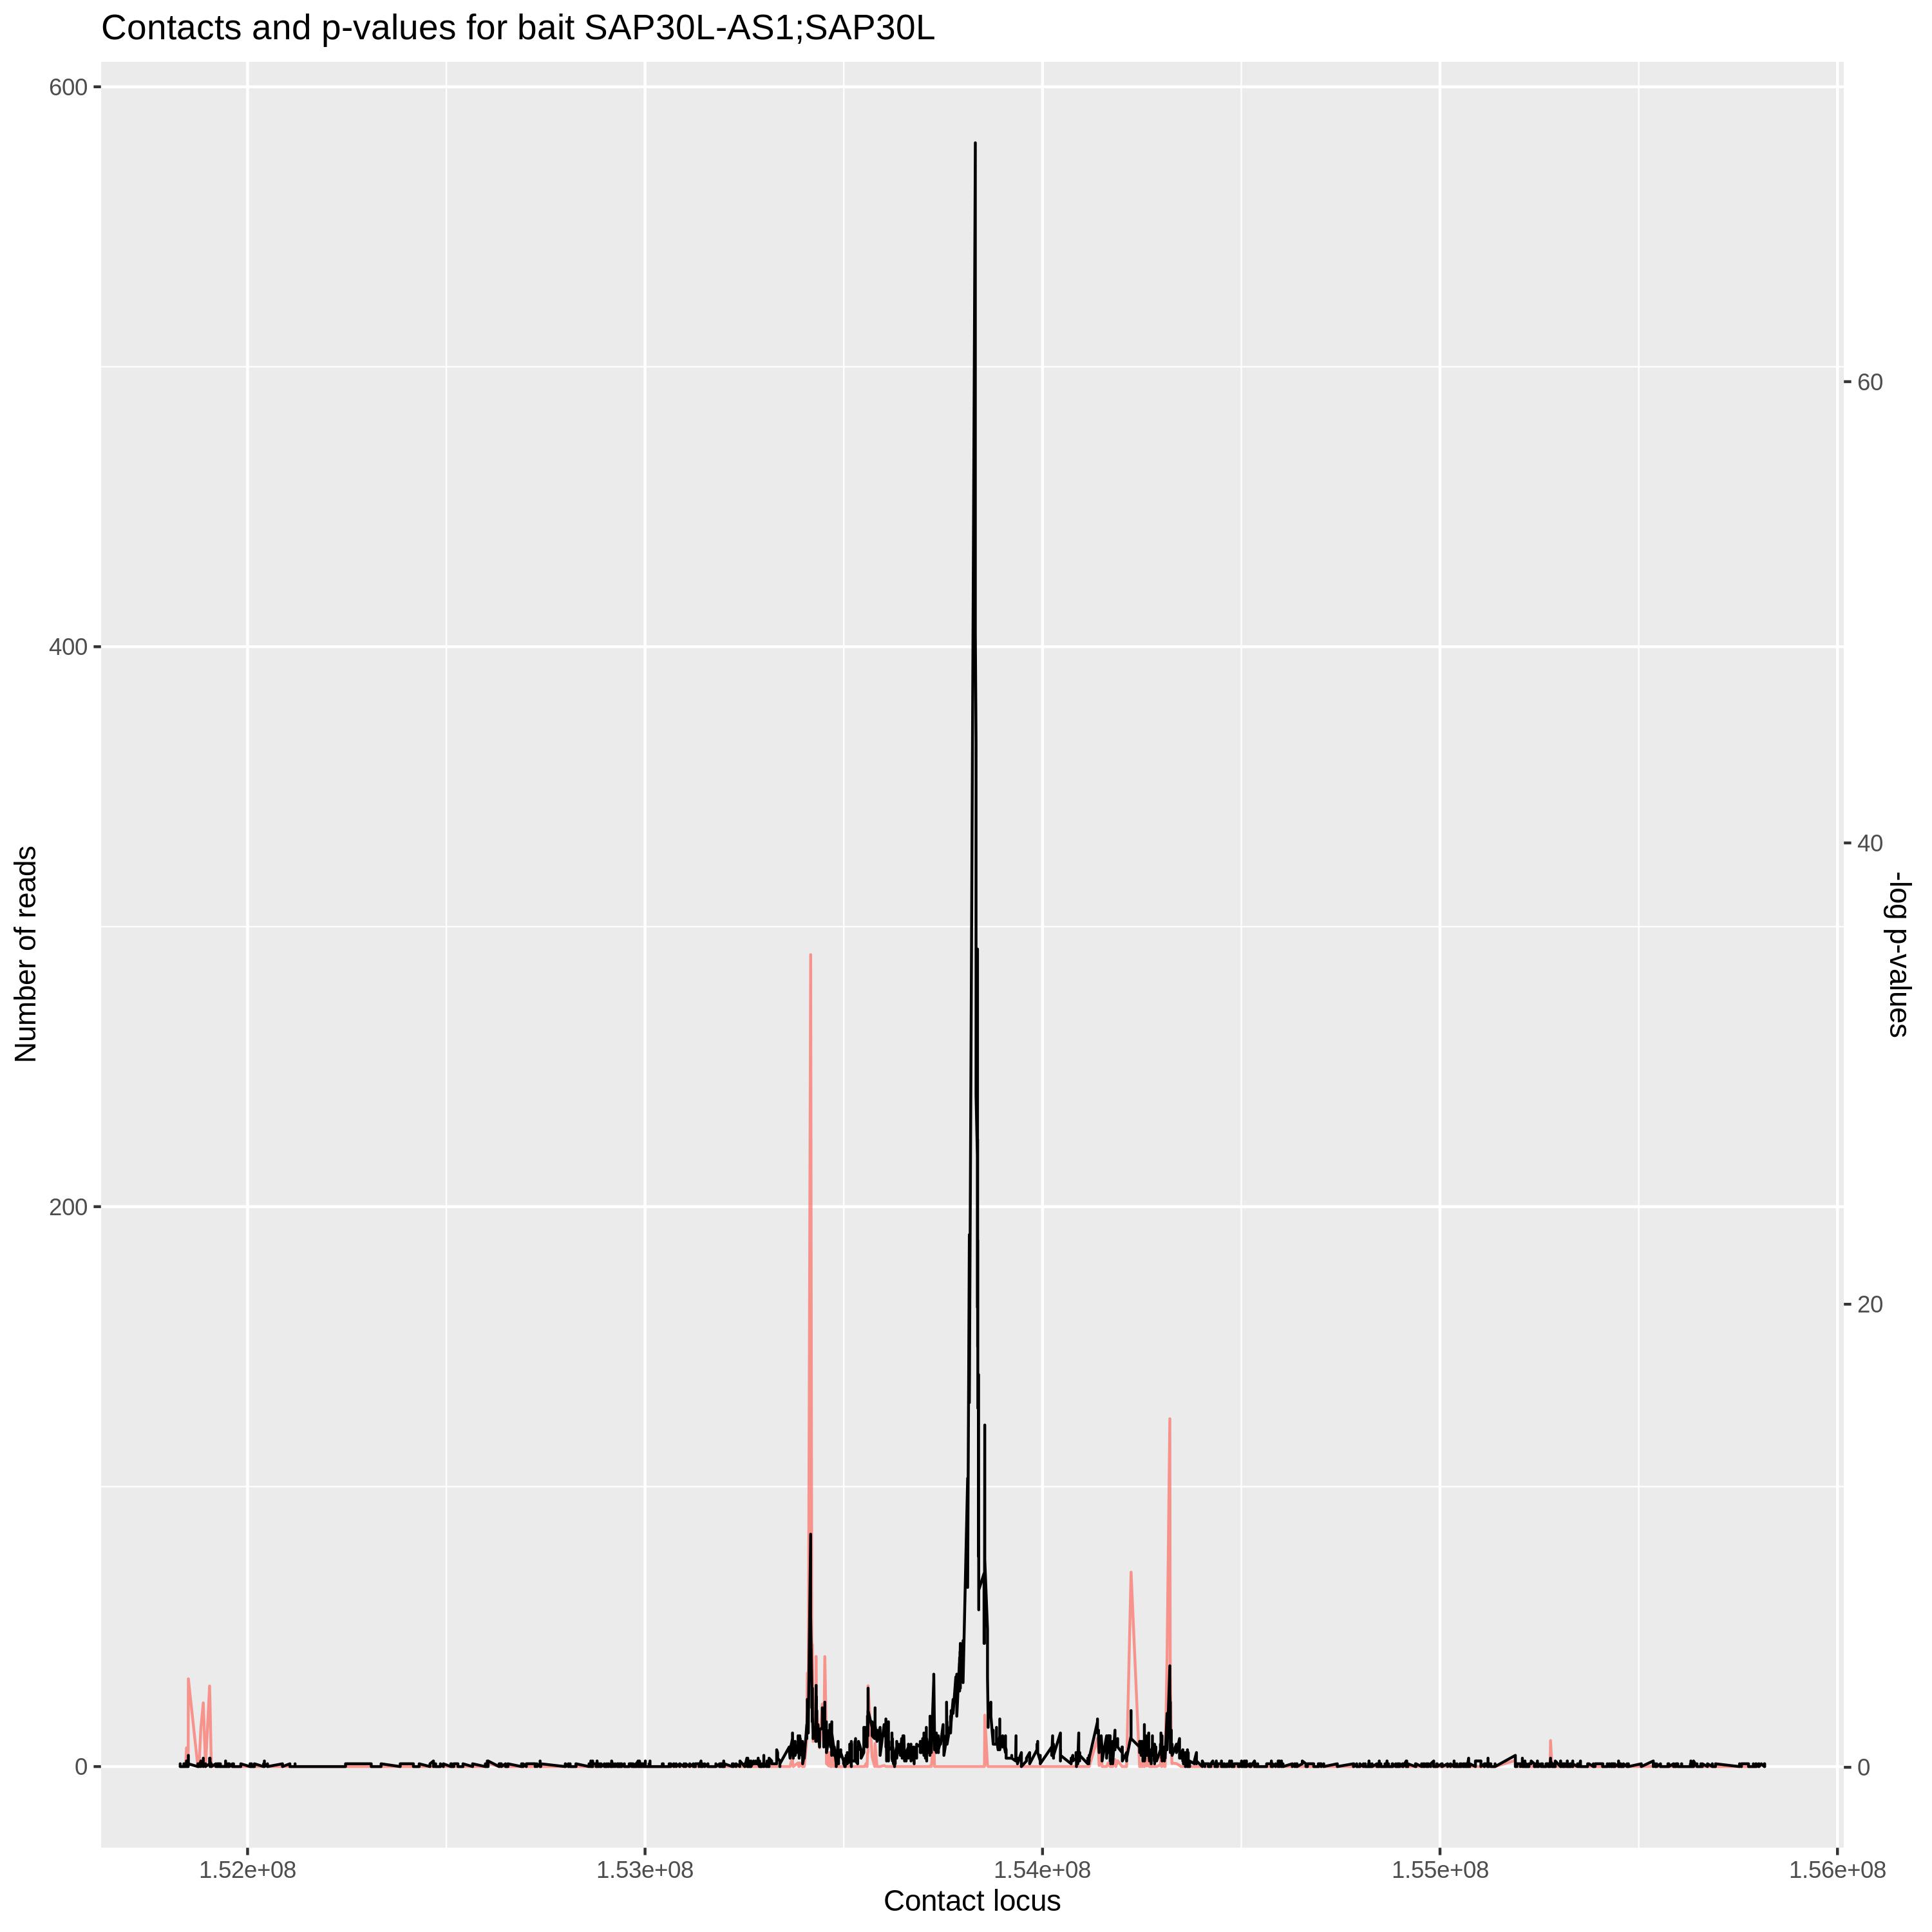 Contacts and p-values for bait SAP30L-AS1;SAP30L
600
400
200
0
Number of reads
60
40
20
0
-log p-values
1.52e+08
1.53e+08
1.54e+08
1.55e+08
1.56e+08
Contact locus